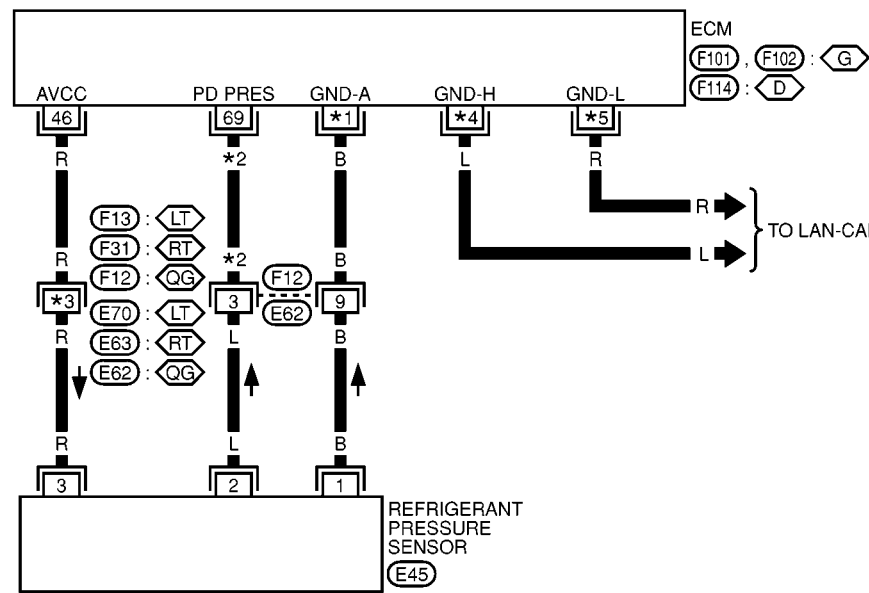 ECM
F101 , F102 : G
F114 : D
AVCC PD PRES GND-A GND-H GND-L
46 69 *1 *4 *5
R *2 B L R
R
F13 : LT
F31 : RT
TO LAN-CA
R *2 B L
F12 : QG F12
*3 3 9
E70 : LT E62
R L B
E63 : RT
E62 : QG
R L B
3 2 1
REFRIGERANT
PRESSURE
SENSOR
E45